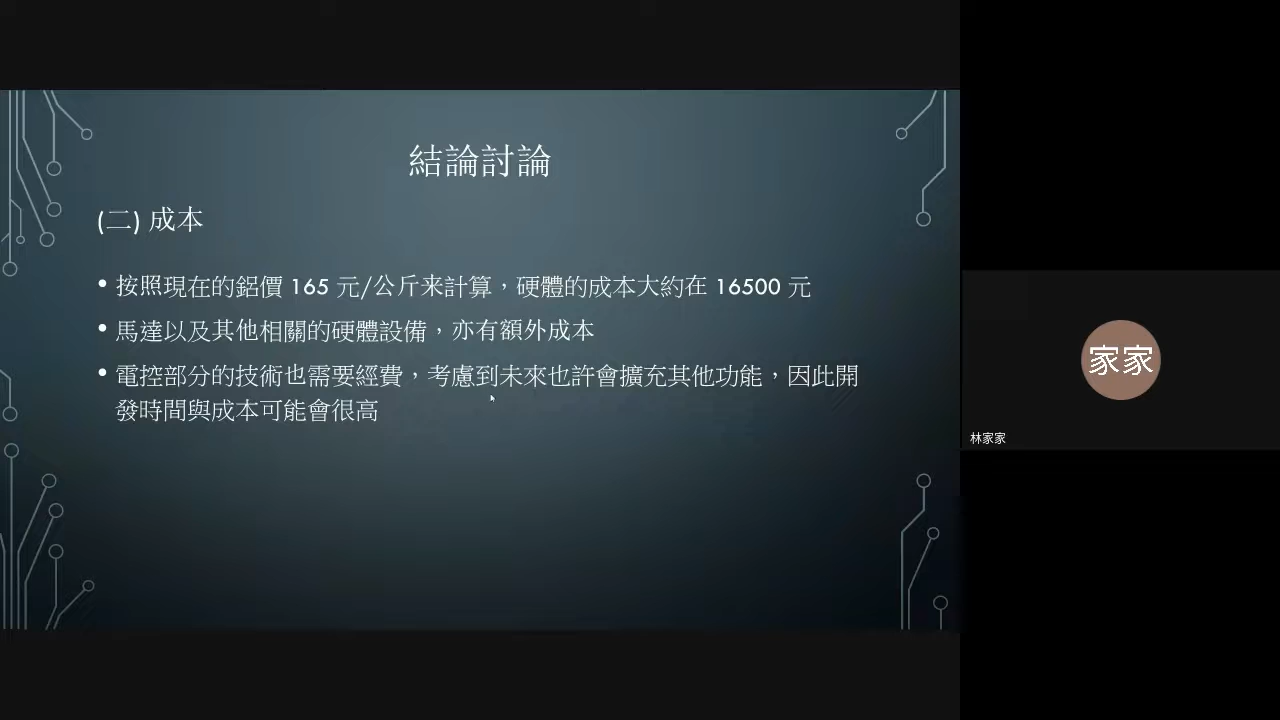 結論討論
(二) 成本
• 按照現在的鋁價 165 元/公斤来計算，硬體的成本大約在 16500 元
• 馬達以及其他相關的硬體設備，亦有額外成本
• 電控部分的技術也需要經費，考慮到未來也許會擴充其他功能，因此開
發時間與成本可能會很高
家家
林家家